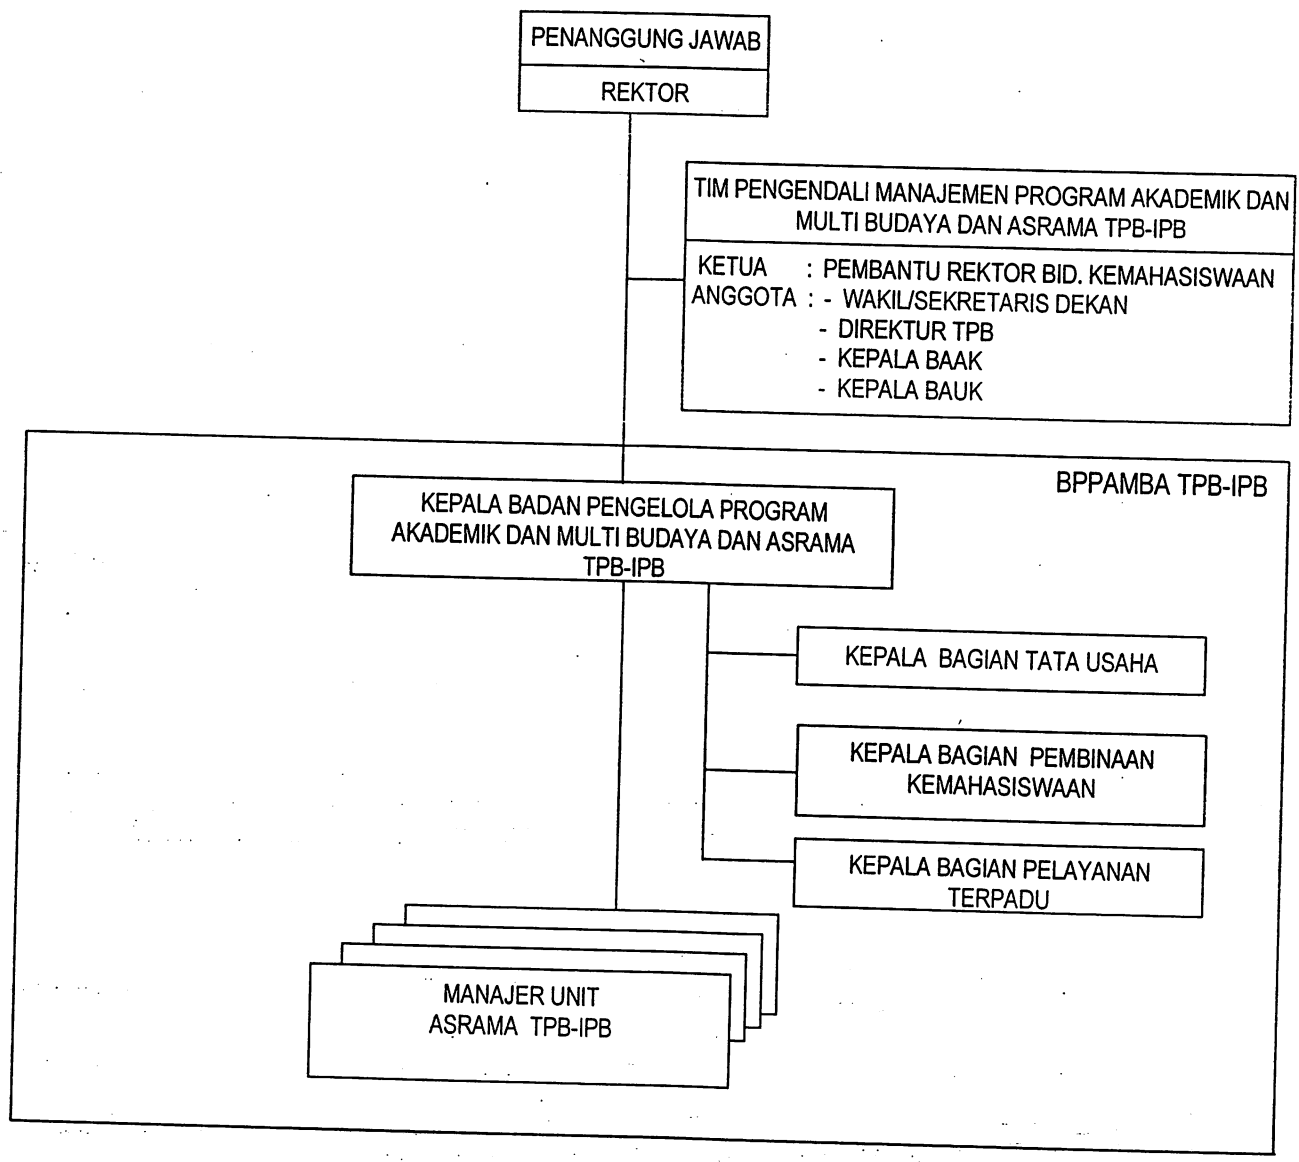 PENANGGUNG JAWAB
REKTOR
TIM PENGENDALI MANAJEMEN PROGRAM AKADEMIK DAN
MULTI BUDAYA DAN ASRAMA TPB-IPB
KETUA : PEMBANTU REKTOR BID. KEMAHASISWAAN
ANGGOTA : - WAKIL/SEKRETARIS DEKAN
- DIREKTUR TPB
- KEPALA BAAK
- KEPALA BAUK
BPPAMBA TPB-IPB
KEPALA BADAN PENGELOLA PROGRAM
AKADEMIK DAN MULTI BUDAYA DAN ASRAMA
TPB-IPB
KEPALA BAGIAN TATA USAHA
KEPALA BAGIAN PEMBINAAN
KEMAHASISWAAN
KEPALA BAGIAN PELAYANAN
TERPADU
MANAJER UNIT
ASRAMA TPB-IPB